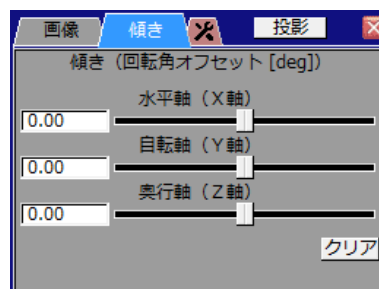 画像 傾き 投影
傾き（回転角オフセット [deg]）
水平軸（X軸）
0.00
自転軸（Y軸）
0.00
奥行軸（Z軸）
0.00
クリア